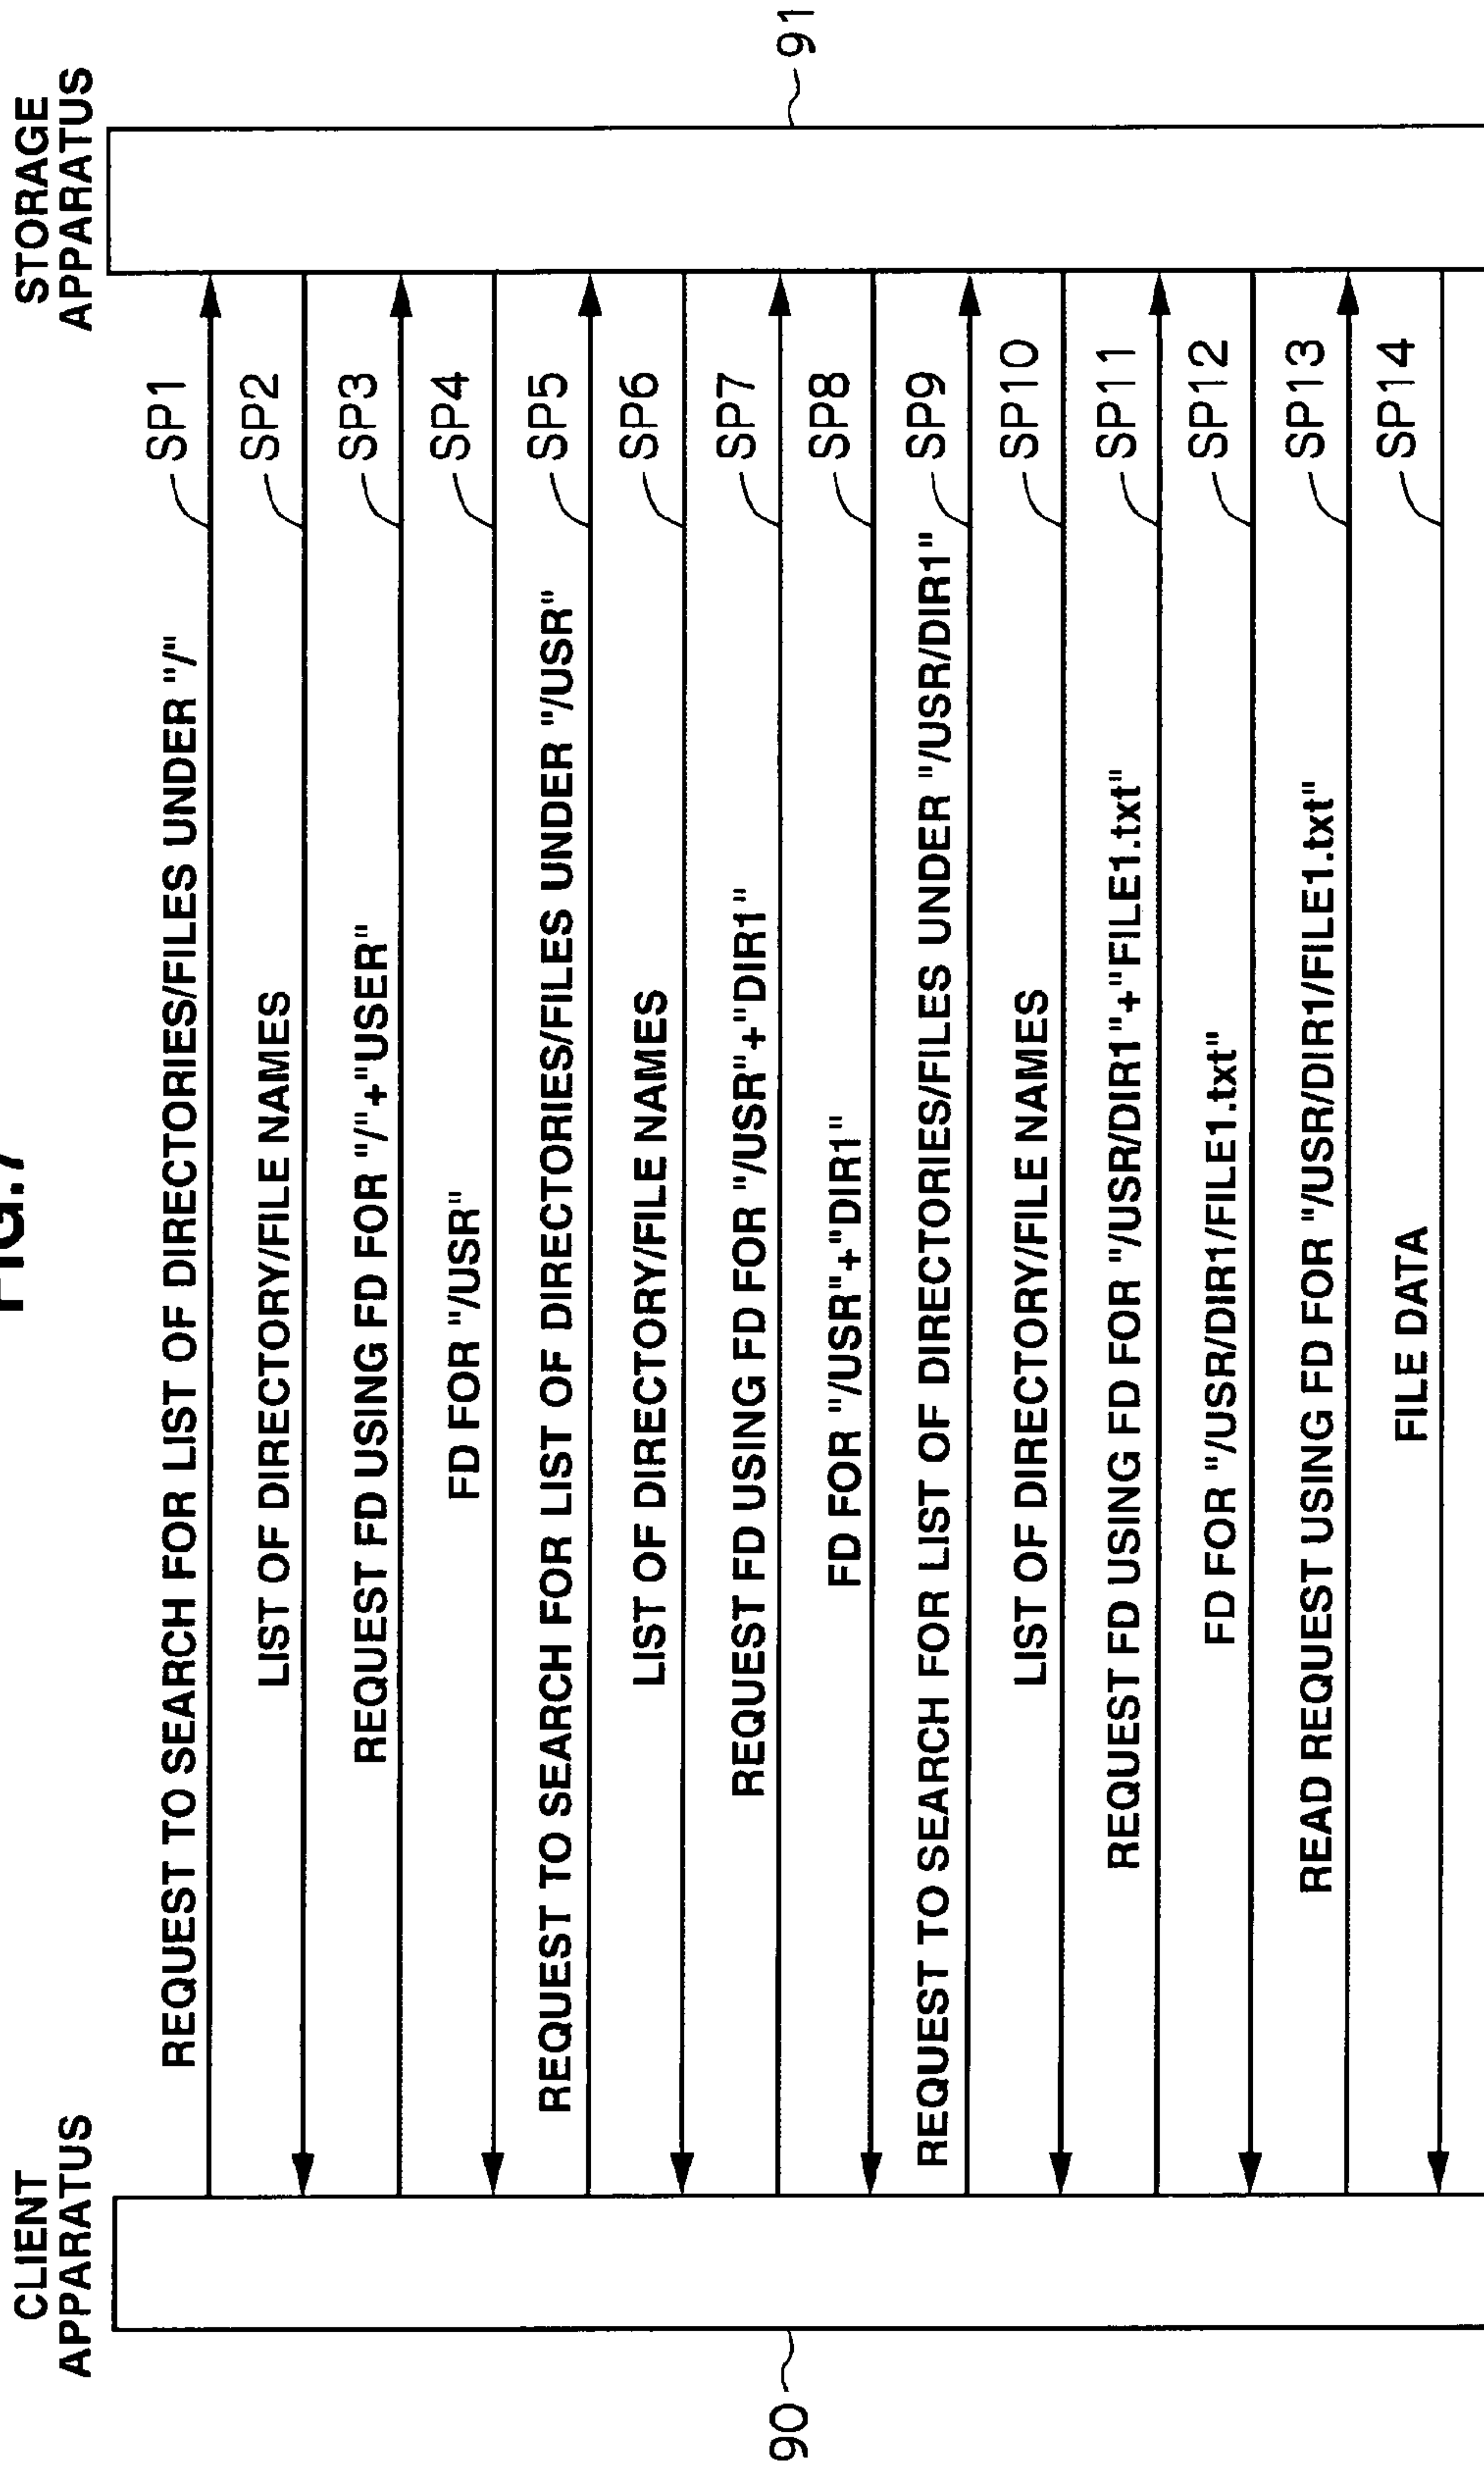 FIG.7
CLIENT
APPARATUS
STORAGE
APPARATUS
REQUEST TO SEARCH FOR LIST OF DIRECTORIES/FILES UNDER "/"
SP1
LIST OF DIRECTORY/FILE NAMES
SP2
REQUEST FD USING FD FOR "/"+"USER"
SP3
FD FOR "/USR"
SP4
REQUEST TO SEARCH FOR LIST OF DIRECTORIES/FILES UNDER "/USR"
SP5
LIST OF DIRECTORY/FILE NAMES
SP6
REQUEST FD USING FD FOR "/USR"+"DIR1"
SP7
FD FOR "/USR"+"DIR1"
SP8
REQUEST TO SEARCH FOR LIST OF DIRECTORIES/FILES UNDER "/USR/DIR1"
SP9
LIST OF DIRECTORY/FILE NAMES
SP10
REQUEST FD USING FD FOR "/USR/DIR1"+"FILE1.txt"
SP11
FD FOR "/USR/DIR1/FILE1.txt"
SP12
READ REQUEST USING FD FOR "/USR/DIR1/FILE1.txt"
SP13
FILE DATA
SP14
90
91